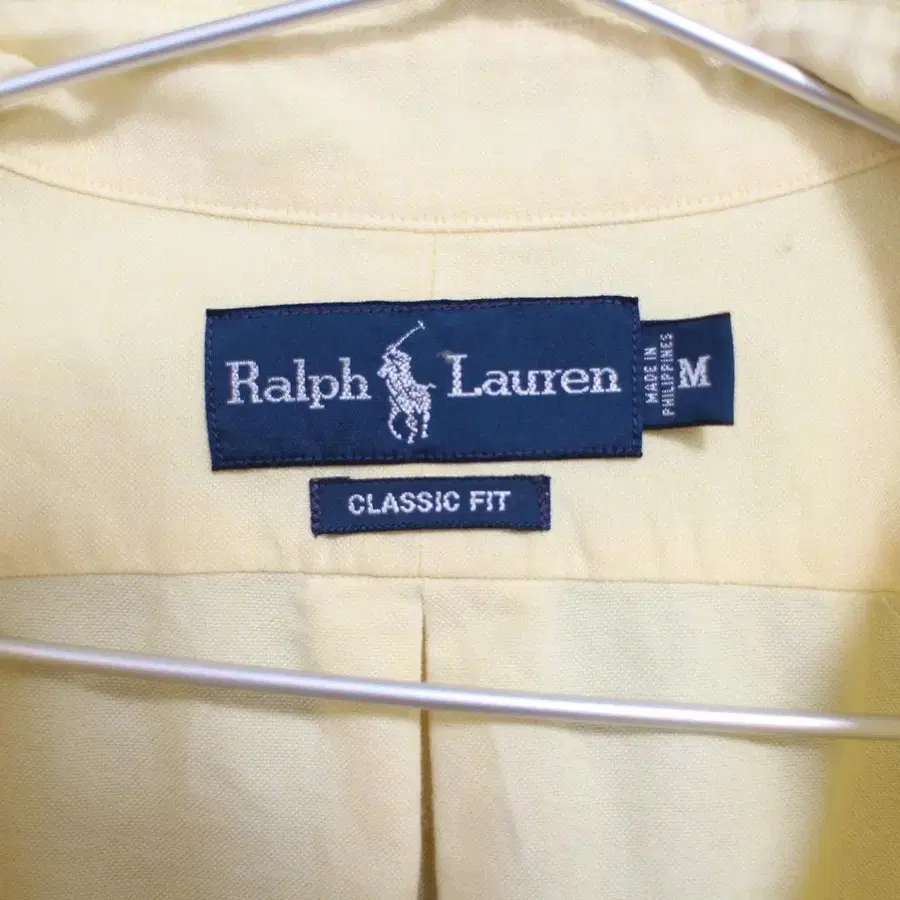 Ralph Lauren
MADE IN
PHILIPPINES
M
CLASSIC FIT